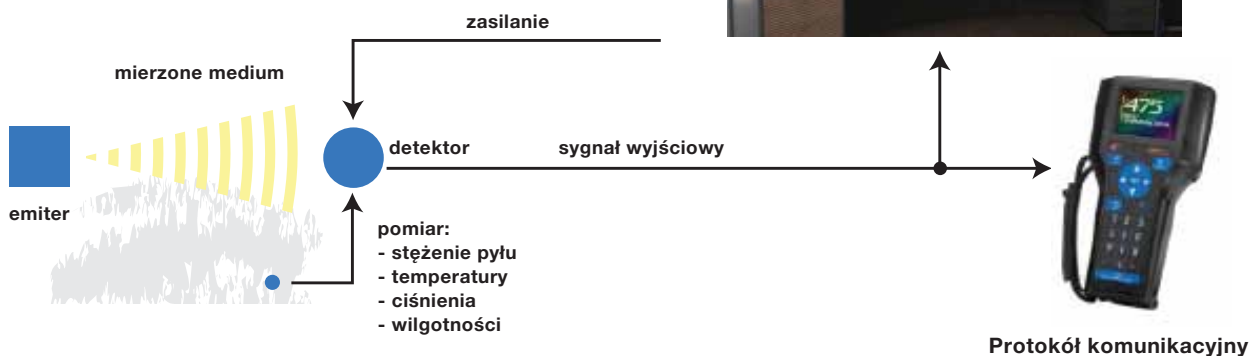 zasilanie
mierzone medium
475
detektor
sygnał wyjściowy
emiter
pomiar:
- stężenie pyłu
- temperatury
- ciśnienia
- wilgotności
Protokół komunikacyjny